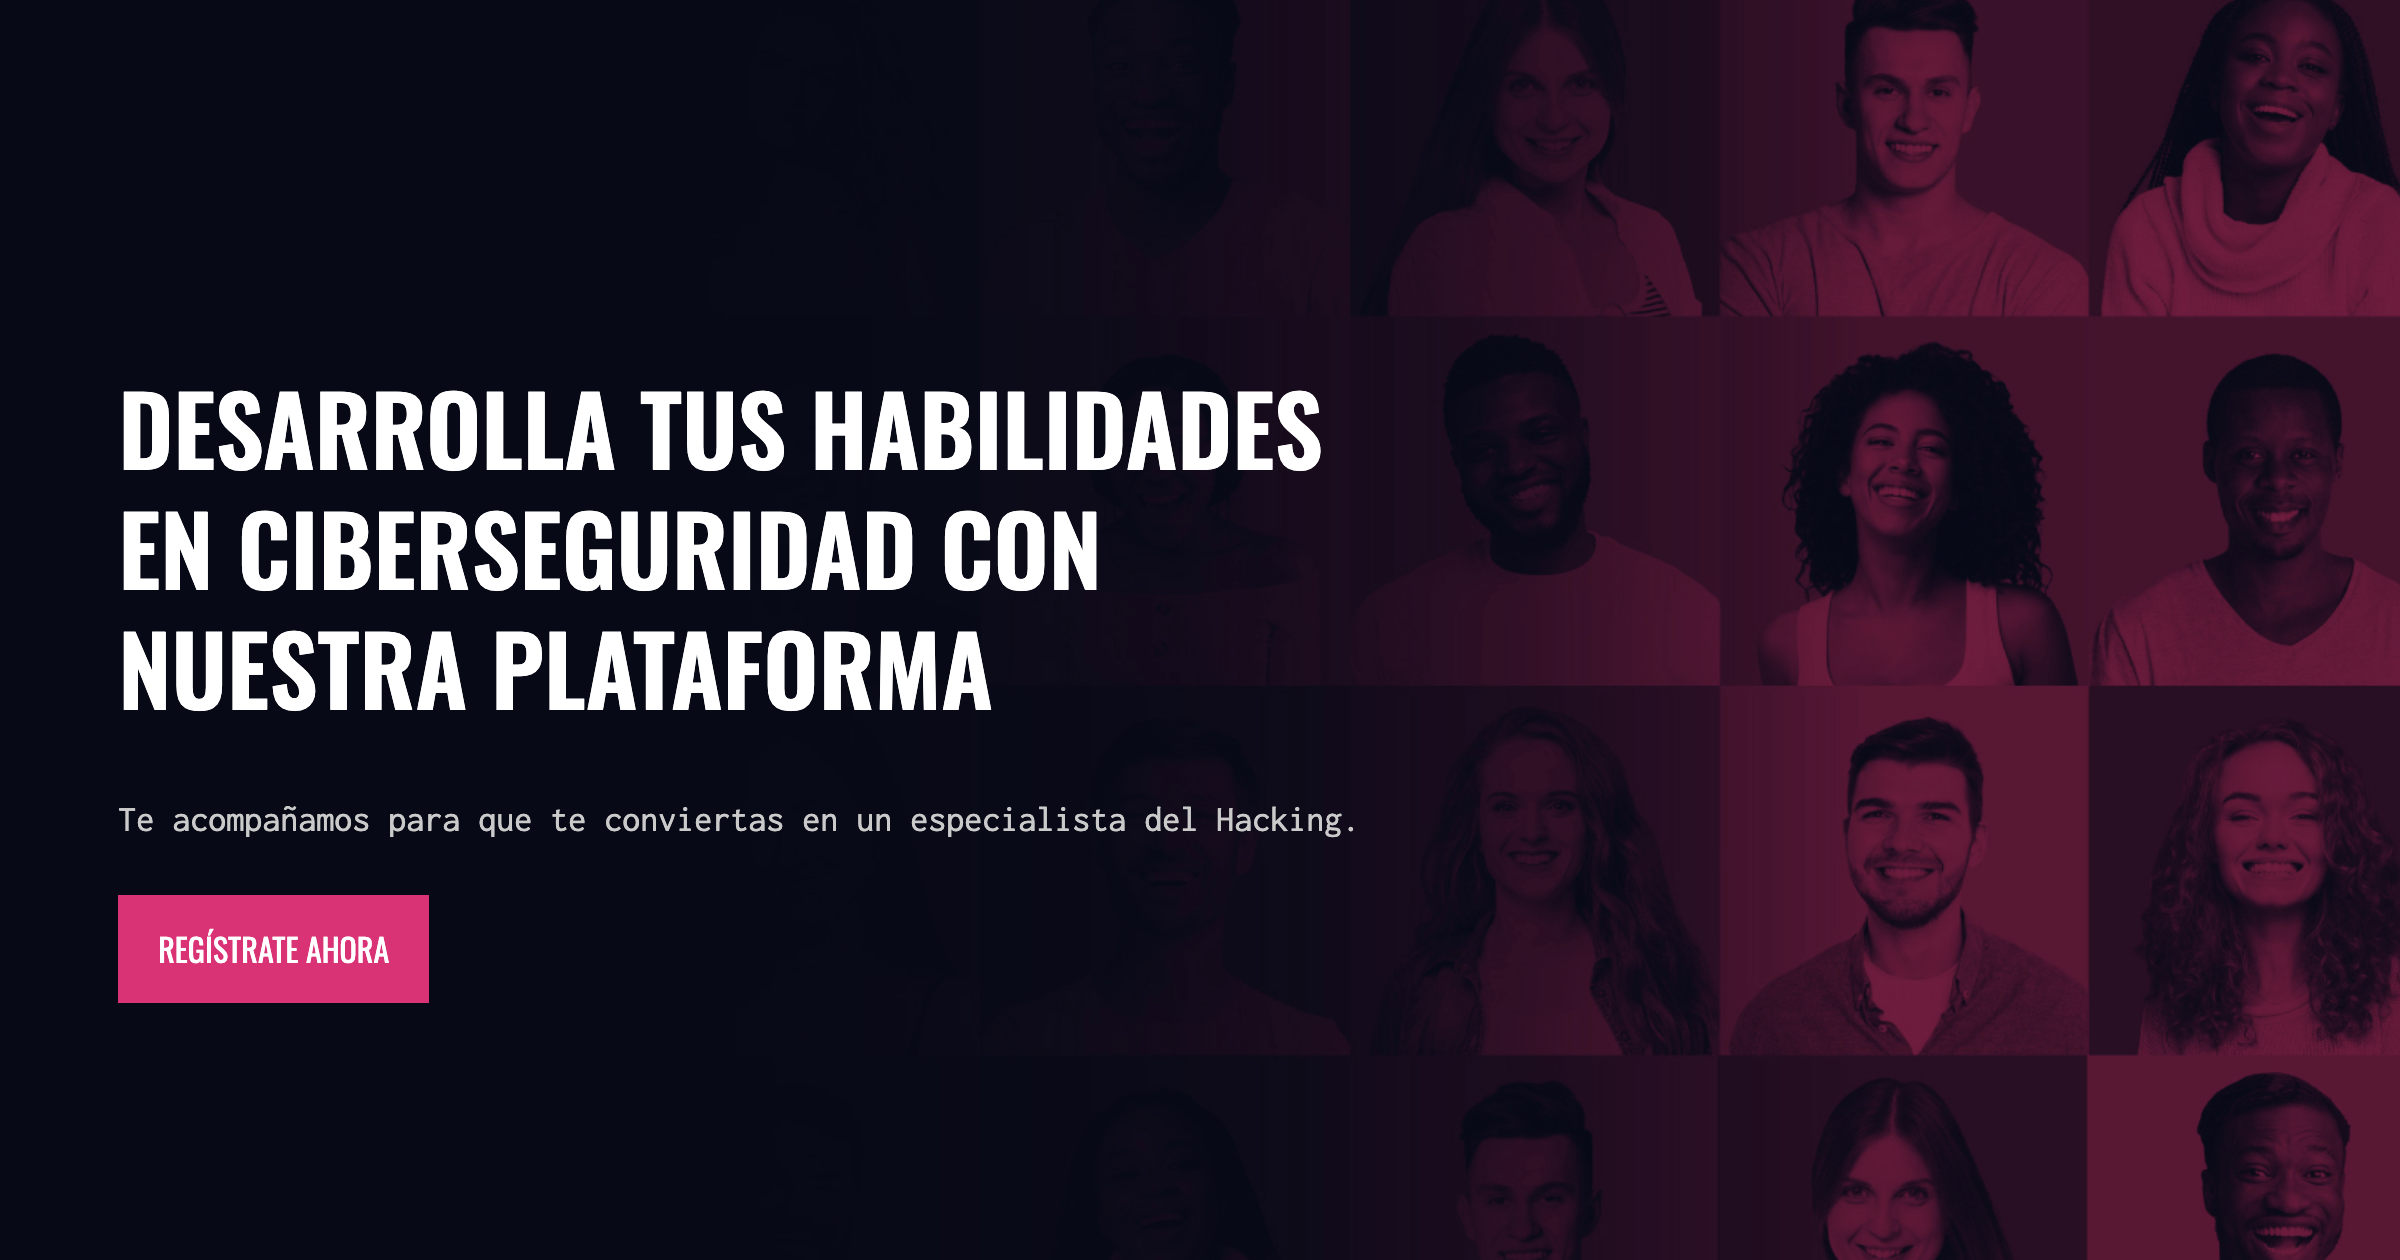 DESARROLLA TUS HABILIDADES
EN CIBERSEGURIDAD CON
NUESTRA PLATAFORMA
Te acompañamos para que te conviertas en un especialista del Hacking.
REGÍSTRATE AHORA